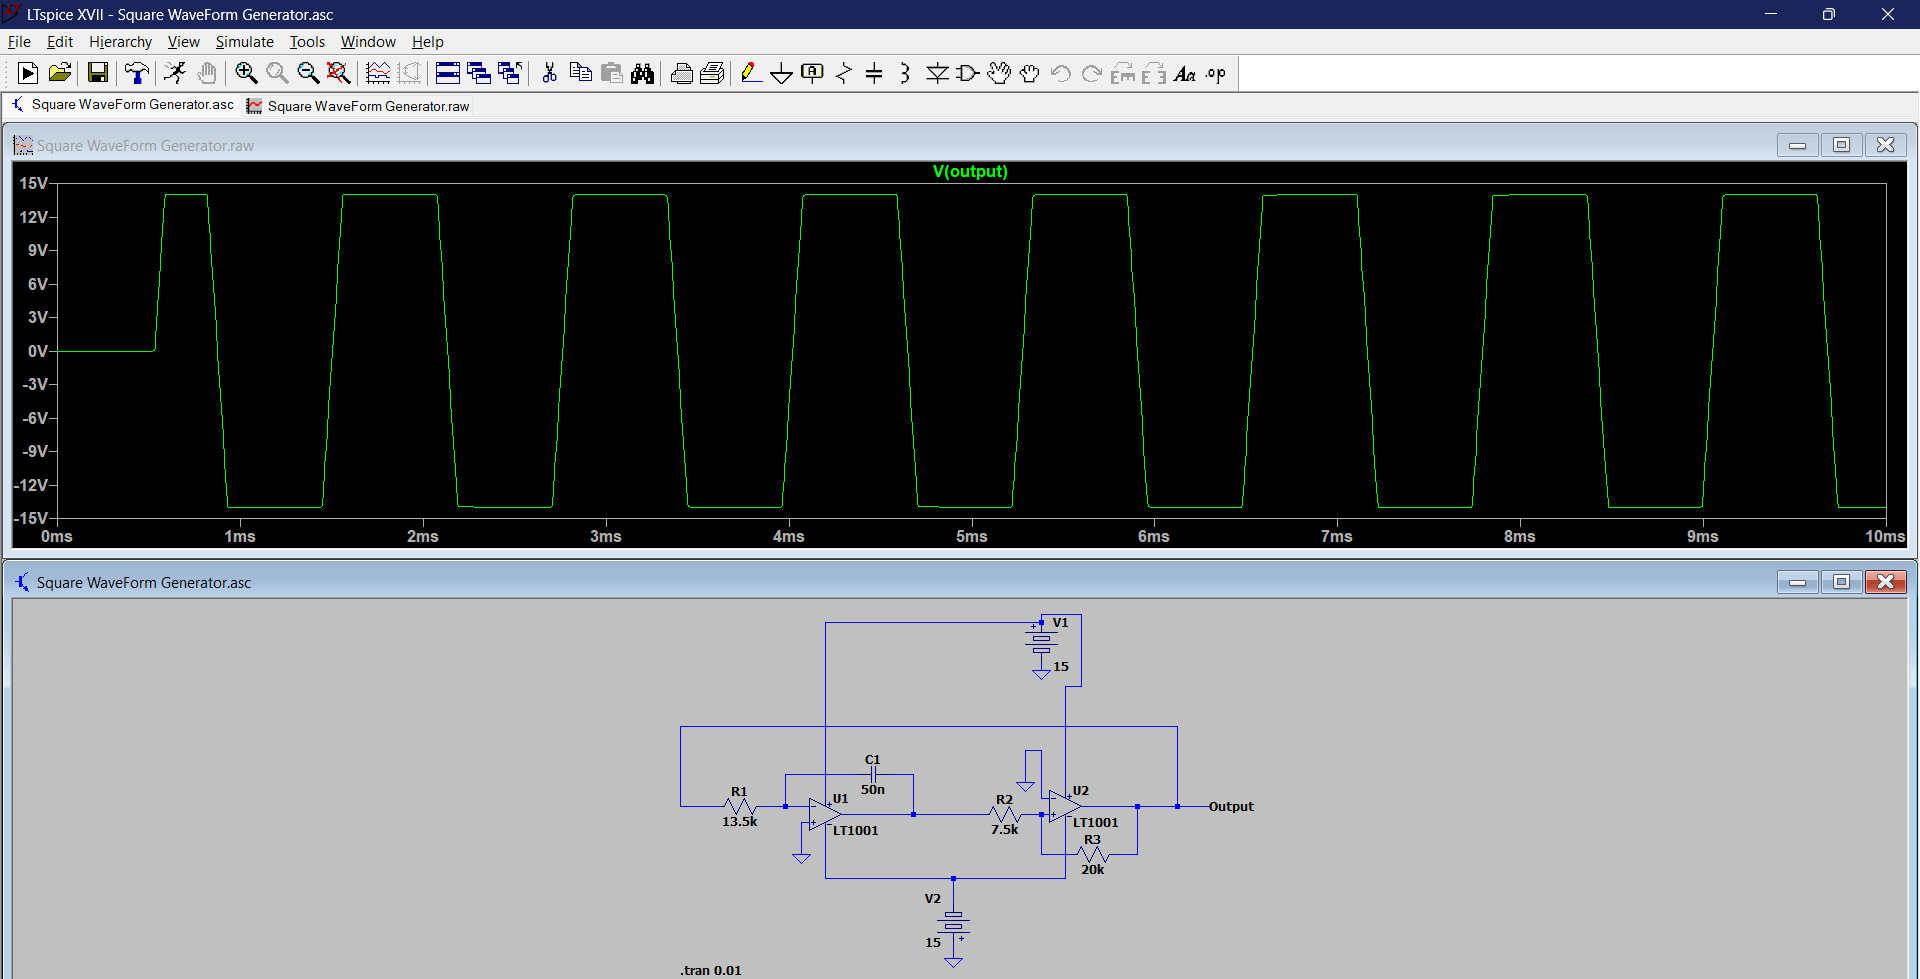 LTspice XVII - Square WaveForm Generator.asc
File Edit Hierarchy View Simulate Tools Window Help
A Aa .op
Square WaveForm Generator.asc Square WaveForm Generator.raw
Square WaveForm Generator.raw
V(output)
15V
12V
9V
6V
3V
0V
-3V
-6V
-9V
-12V
-15V
0ms 1ms 2ms 3ms 4ms 5ms 6ms 7ms 8ms 9ms 10ms
Square WaveForm Generator.asc
V1
15
C1
50n
R1
13.5k
U1
LT1001
R2
7.5k
U2
LT1001
Output
R3
20k
V2
15
.tran 0.01